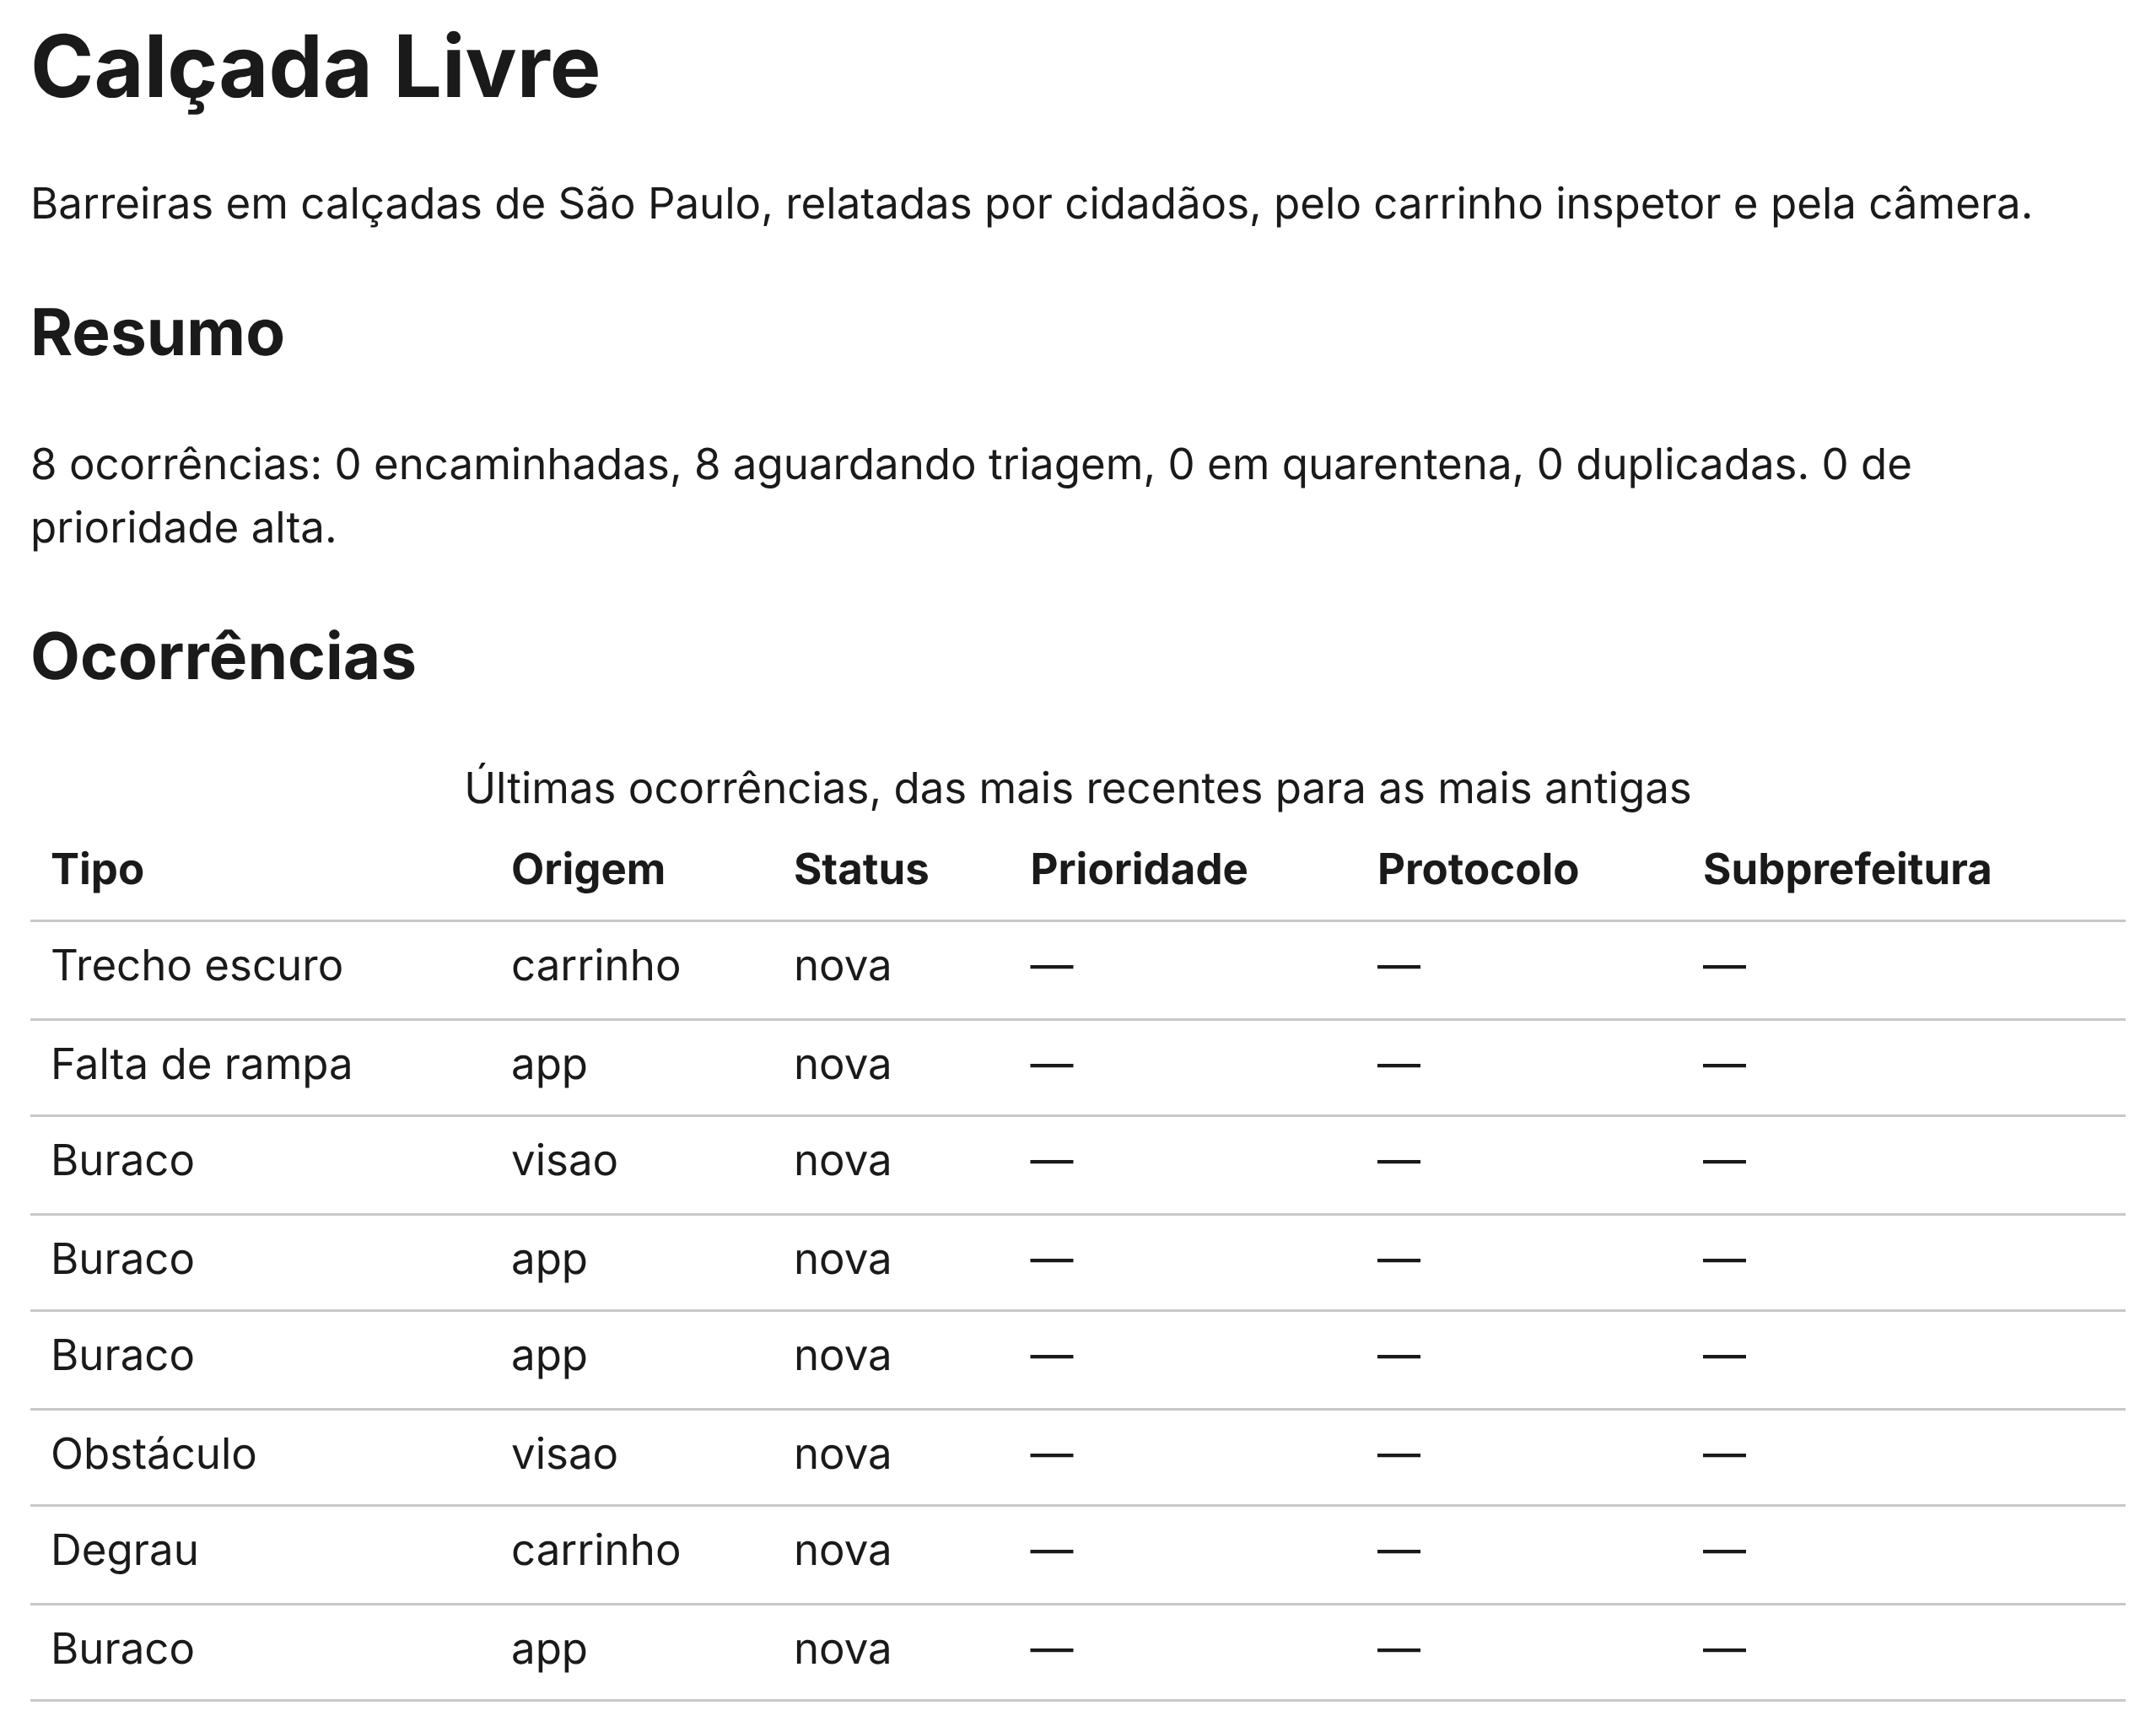 Calçada Livre
Barreiras em calçadas de São Paulo, relatadas por cidadãos, pelo carrinho inspetor e pela câmera.
Resumo
8 ocorrências: 0 encaminhadas, 8 aguardando triagem, 0 em quarentena, 0 duplicadas. 0 de
prioridade alta.
Ocorrências
Últimas ocorrências, das mais recentes para as mais antigas
Tipo Origem Status Prioridade Protocolo Subprefeitura
Trecho escuro carrinho nova — — —
Falta de rampa app nova — — —
Buraco visao nova — — —
Buraco app nova — — —
Buraco app nova — — —
Obstáculo visao nova — — —
Degrau carrinho nova — — —
Buraco app nova — — —